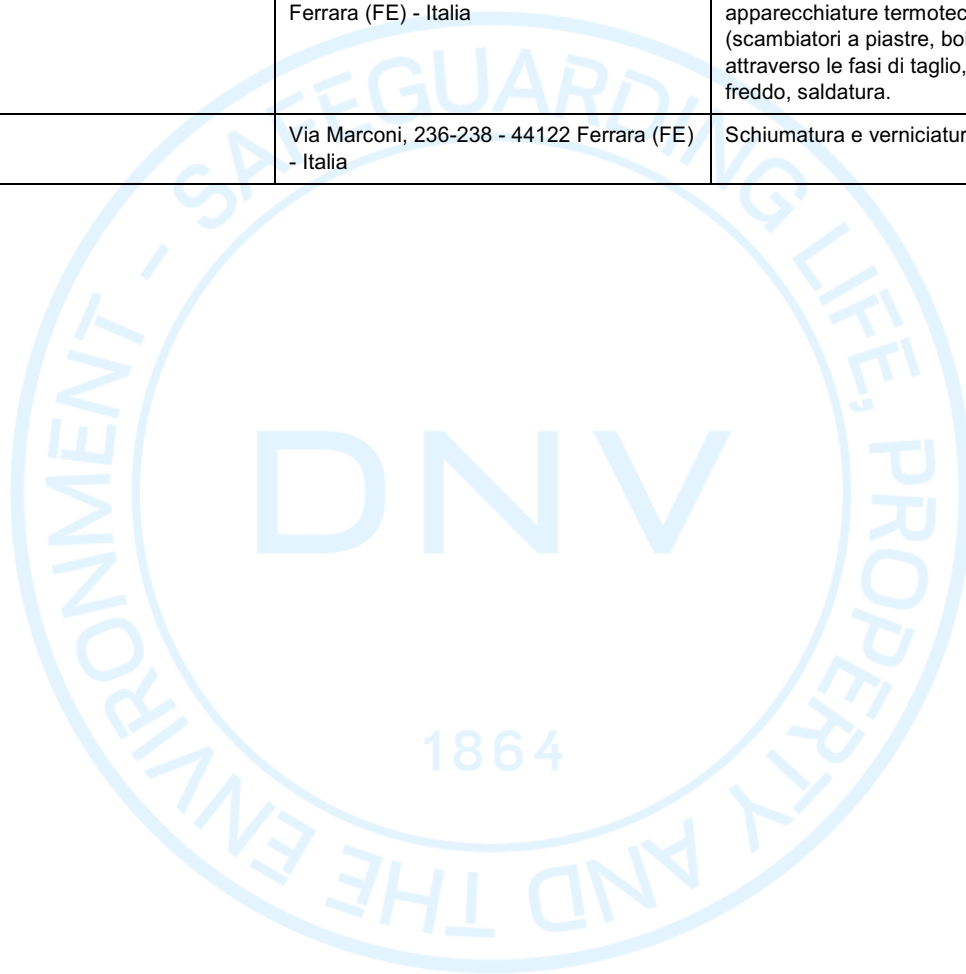 Ferrara (FE) - Italia
apparecchiature termotec
(scambiatori a piastre, bol
attraverso le fasi di taglio,
freddo, saldatura.
Via Marconi, 236-238 - 44122 Ferrara (FE)
- Italia
Schiumatura e verniciatur
SAFEGUARDING LIFE, PROPERTY AND THE ENVIRONMENT -
DNV
1864